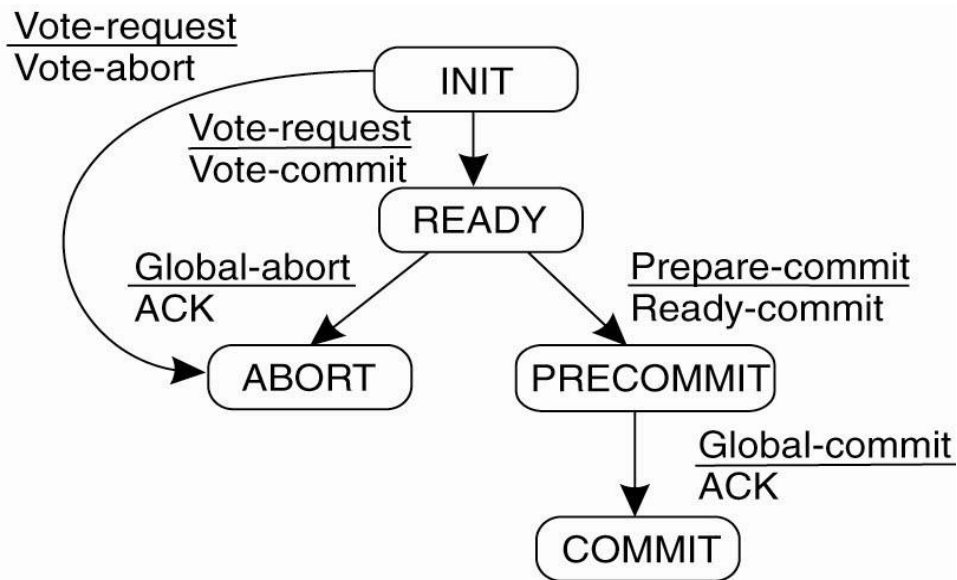 Vote-request
Vote-abort
INIT
Vote-request
Vote-commit
READY
Global-abort
ACK
Prepare-commit
Ready-commit
ABORT
PRECOMMIT
Global-commit
ACK
COMMIT